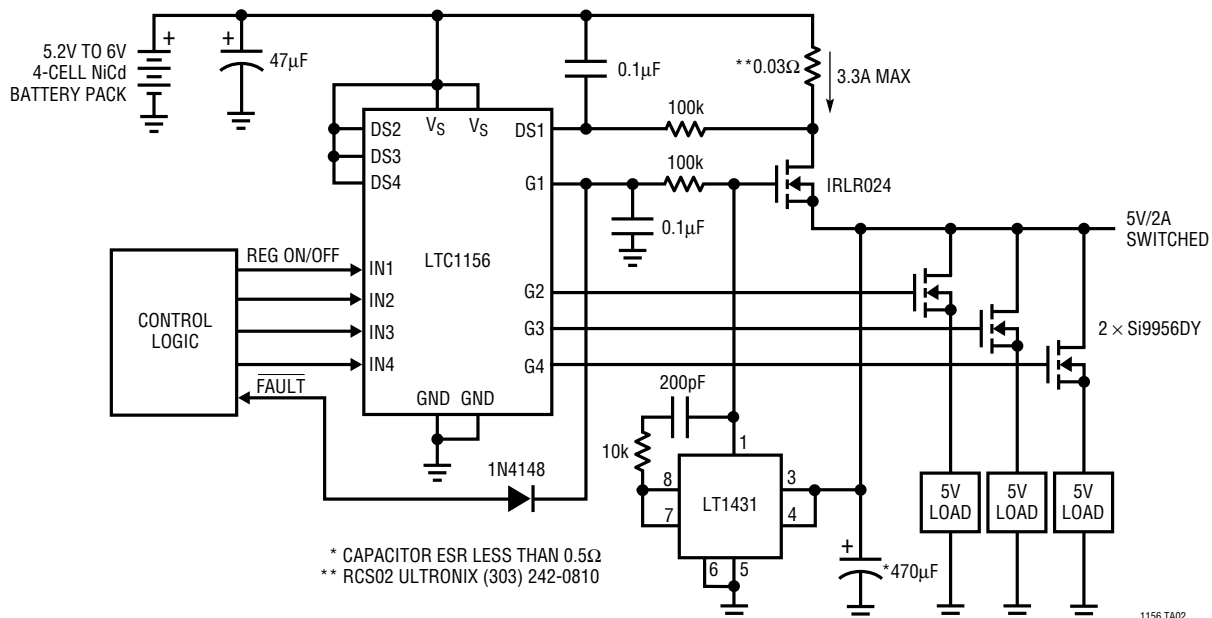 5.2V TO 6V
4-CELL NiCd
BATTERY PACK
+
+
47µF
0.1µF
**0.03Ω
3.3A MAX
100k
DS2
DS3
DS4
VS
VS
DS1
100k
G1
IRLR024
0.1µF
5V/2A
SWITCHED
REG ON/OFF
LTC1156
CONTROL
LOGIC
IN1
IN2
IN3
IN4
G2
G3
G4
2 × Si9956DY
FAULT
GND GND
200pF
10k
1
1N4148
8
7
LT1431
3
4
6
5
5V
LOAD
5V
LOAD
5V
LOAD
+
*470µF
* CAPACITOR ESR LESS THAN 0.5Ω
** RCS02 ULTRONIX (303) 242-0810
1156 TA02